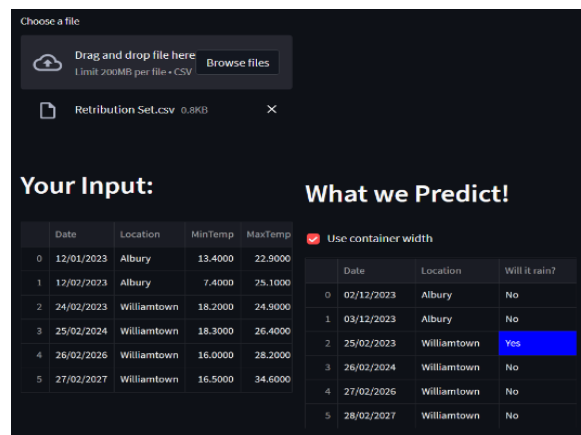 Choose a file
Drag and drop file here
Limit 200MB per file • CSV
Browse files
Retribution Set.csv 0.8KB ×
Your Input:
Date Location MinTemp MaxTemp
0 12/01/2023 Albury 13.4000 22.9000
1 12/02/2023 Albury 7.4000 25.1000
2 24/02/2023 Williamtown 18.2000 24.9000
3 25/02/2024 Williamtown 18.3000 26.4000
4 26/02/2026 Williamtown 16.0000 28.2000
5 27/02/2027 Williamtown 16.5000 34.6000
What we Predict!
Use container width
Date Location Will it rain?
0 02/12/2023 Albury No
1 03/12/2023 Albury No
2 25/02/2023 Williamtown Yes
3 26/02/2024 Williamtown No
4 27/02/2026 Williamtown No
5 28/02/2027 Williamtown No